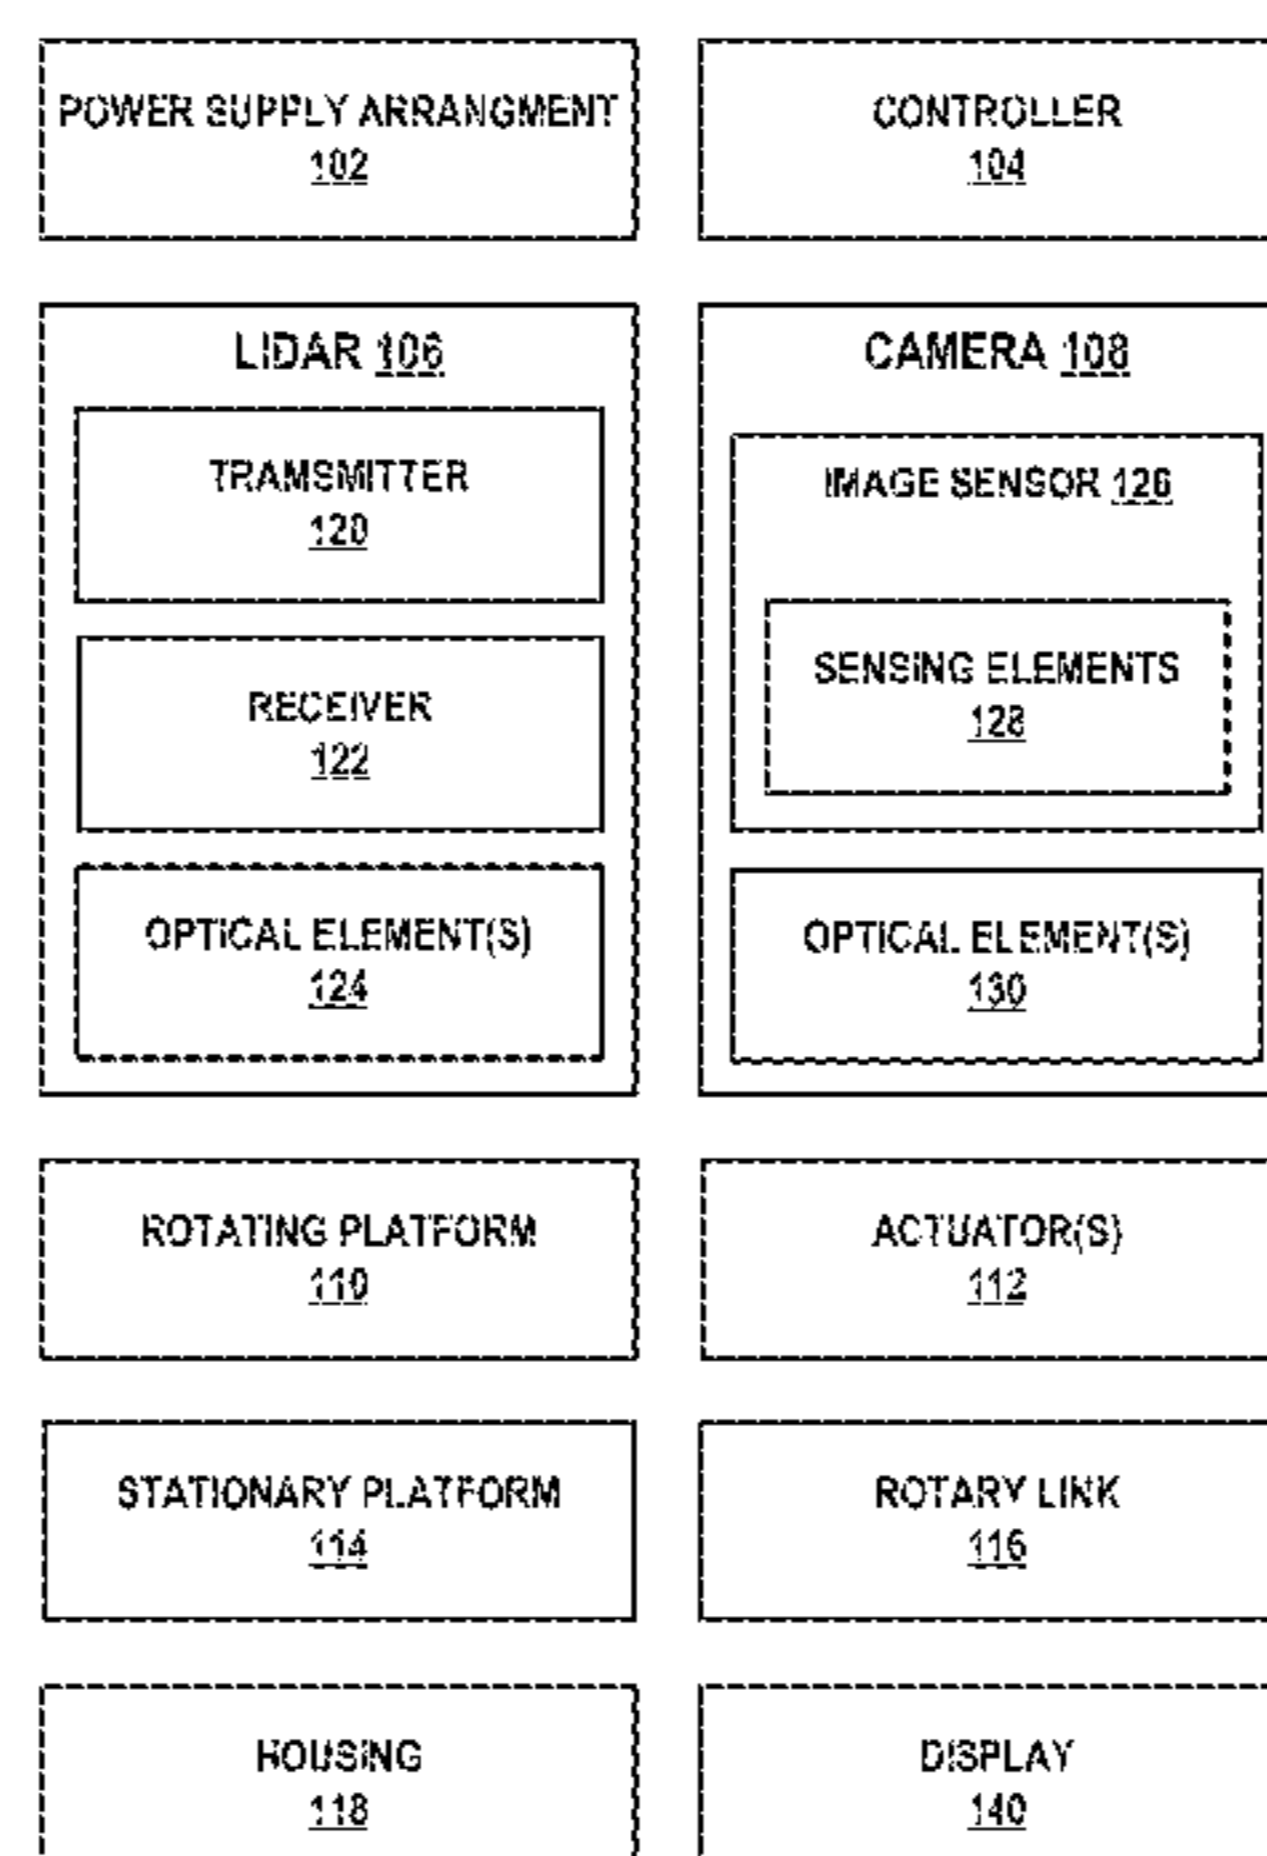 POWER SUPPLY ARRANGMENT
102
CONTROLLER
104
LIDAR 106
TRAMSMITTER
120
RECEIVER
122
OPTICAL ELEMENT(S)
124
CAMERA 108
IMAGE SENSOR 126
SENSING ELEMENTS
128
OPTICAL ELEMENT(S)
130
ROTATING PLATFORM
110
ACTUATOR(S)
112
STATIONARY PLATFORM
114
ROTARY LINK
116
HOUSING
118
DISPLAY
140